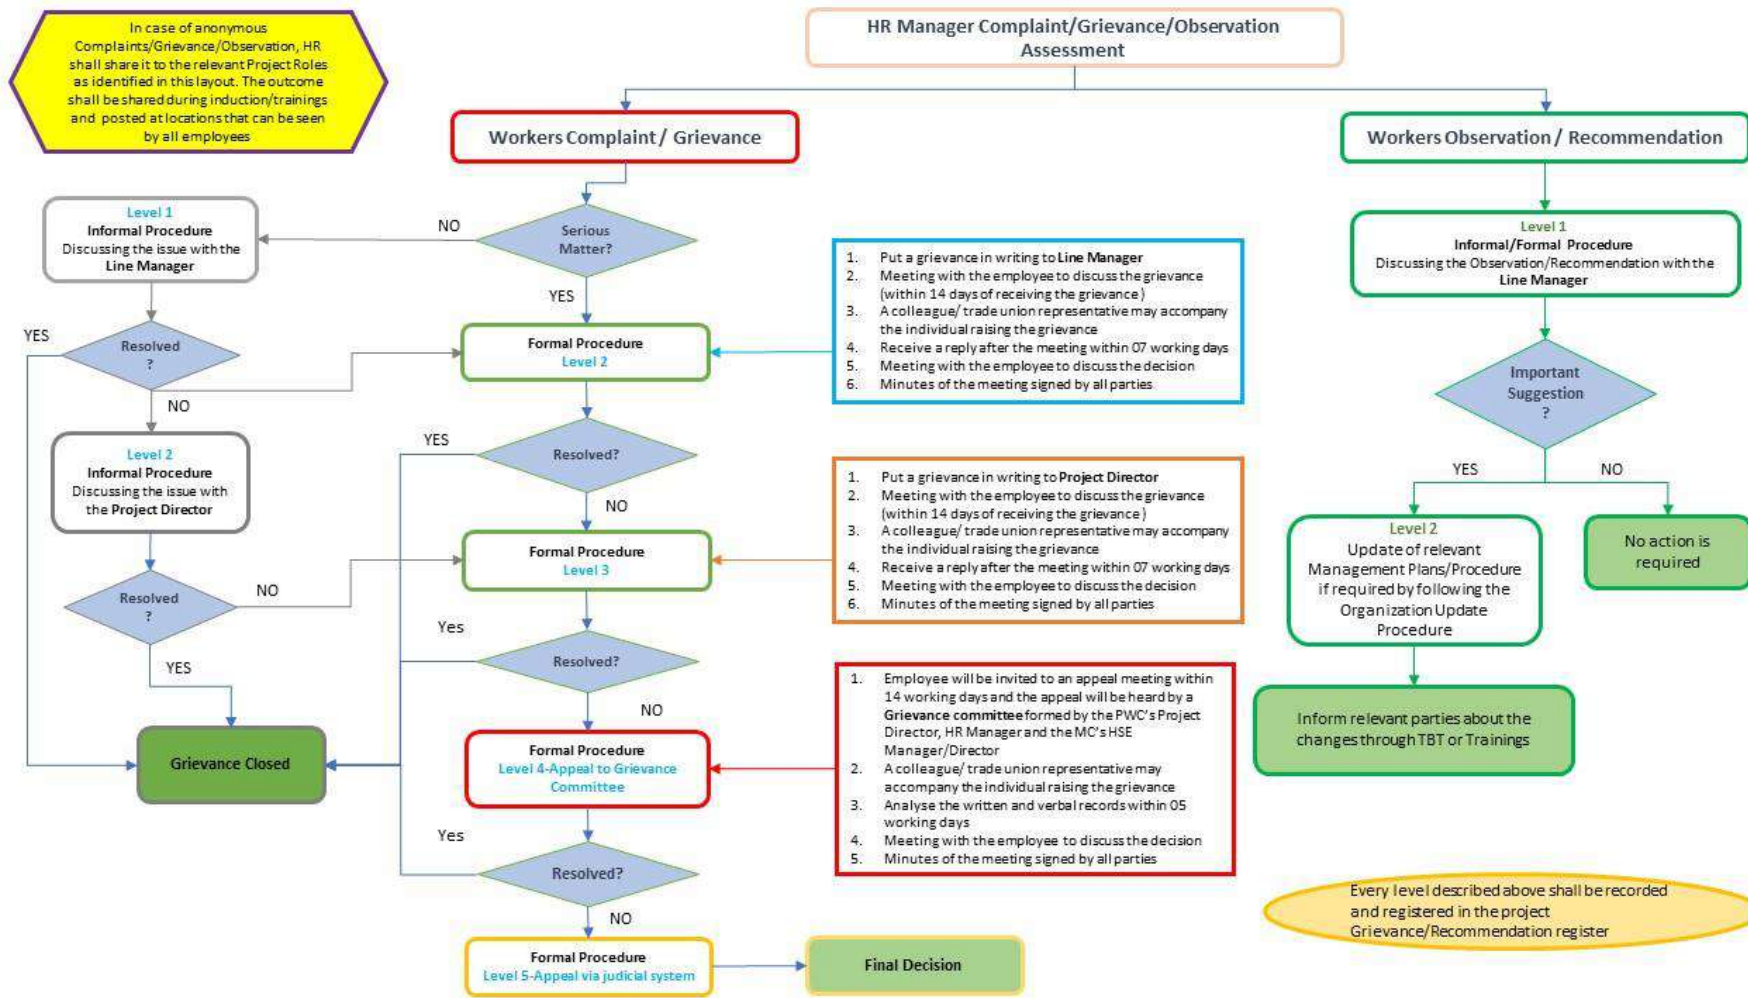 In case of anonymous
Complaints/Grievance/Observation, HR
shall share it to the relevant Project Roles
as identified in this layout. The outcome
shall be shared during induction/trainings
and posted at locations that can be seen
by all employees
HR Manager Complaint/Grievance/Observation
Assessment
Workers Complaint / Grievance
Workers Observation / Recommendation
Level 1
Informal Procedure
Discussing the issue with the
Line Manager
NO
Serious
Matter?
YES
Level 1
Informal/Formal Procedure
Discussing the Observation/Recommendation with the
Line Manager
1. Put a grievance in writing to Line Manager
2. Meeting with the employee to discuss the grievance
(within 14 days of receiving the grievance )
3. A colleague/ trade union representative may accompany
the individual raising the grievance
4. Receive a reply after the meeting within 07 working days
5. Meeting with the employee to discuss the decision
6. Minutes of the meeting signed by all parties
YES
Resolved
?
NO
Formal Procedure
Level 2
Important
Suggestion
?
YES
NO
Level 2
Informal Procedure
Discussing the issue with
the Project Director
YES
Resolved?
NO
1. Put a grievance in writing to Project Director
2. Meeting with the employee to discuss the grievance
(within 14 days of receiving the grievance )
3. A colleague/ trade union representative may accompany
the individual raising the grievance
4. Receive a reply after the meeting within 07 working days
5. Meeting with the employee to discuss the decision
6. Minutes of the meeting signed by all parties
Level 2
Update of relevant
Management Plans/Procedure
if required by following the
Organization Update
Procedure
No action is
required
Resolved
?
NO
YES
Formal Procedure
Level 3
Yes
Resolved?
NO
1. Employee will be invited to an appeal meeting within
14 working days and the appeal will be heard by a
Grievance committee formed by the PWC's Project
Director, HR Manager and the MC's HSE
Manager/Director
2. A colleague/ trade union representative may
accompany the individual raising the grievance
3. Analyse the written and verbal records within 05
working days
4. Meeting with the employee to discuss the decision
5. Minutes of the meeting signed by all parties
Inform relevant parties about the
changes through TBT or Trainings
Grievance Closed
Formal Procedure
Level 4-Appeal to Grievance
Committee
Yes
Resolved?
NO
Every level described above shall be recorded
and registered in the project
Grievance/Recommendation register
Formal Procedure
Level 5-Appeal via judicial system
Final Decision